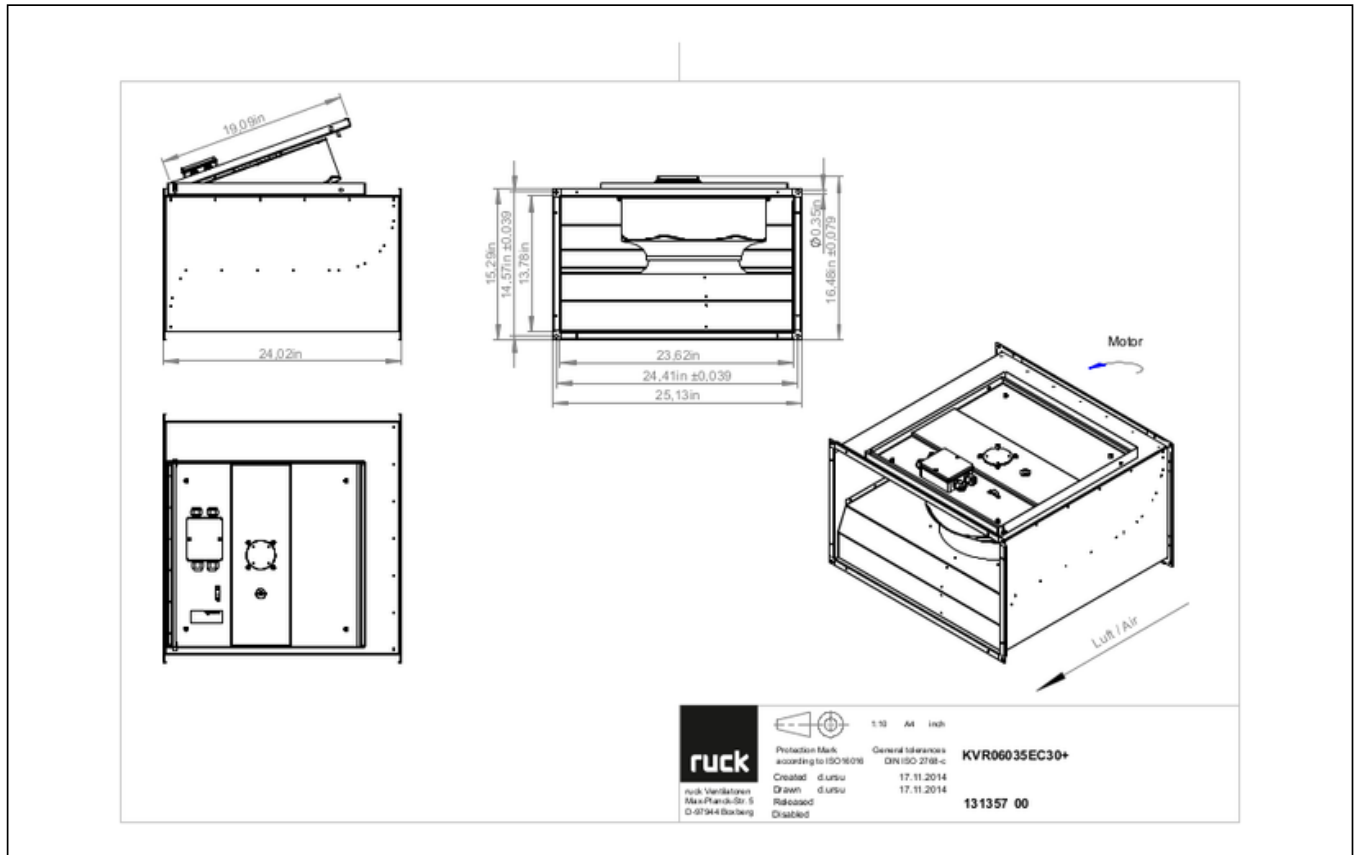 19,09in
24,02in
15,29in
14,57in ±0,039
13,78in
Ø0,35in
16,48in ±0,079
23,62in
24,41in ±0,039
25,13in
Motor
Luft / Air
ruck
ruck Ventilatoren
Max-Planck-Str. 5
D-97944 Boxberg
1:10 A4 inch
Protection Mark
according to ISO16016
General tolerances
DIN ISO 2768-c
KVR06035EC30+
Created d.ursu 17.11.2014
Drawn d.ursu 17.11.2014
Released
Disabled
131357 00